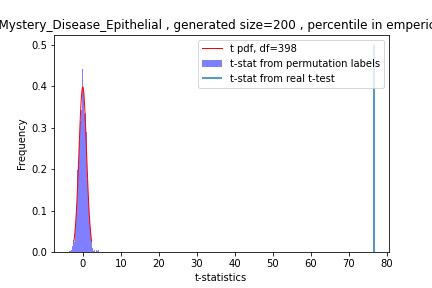 Mystery_Disease_Epithelial , generated size=200 , percentile in emperic
t pdf, df=398
t-stat from permutation labels
t-stat from real t-test
Frequency
0.5
0.4
0.3
0.2
0.1
0.0
0 10 20 30 40 50 60 70 80
t-statistics